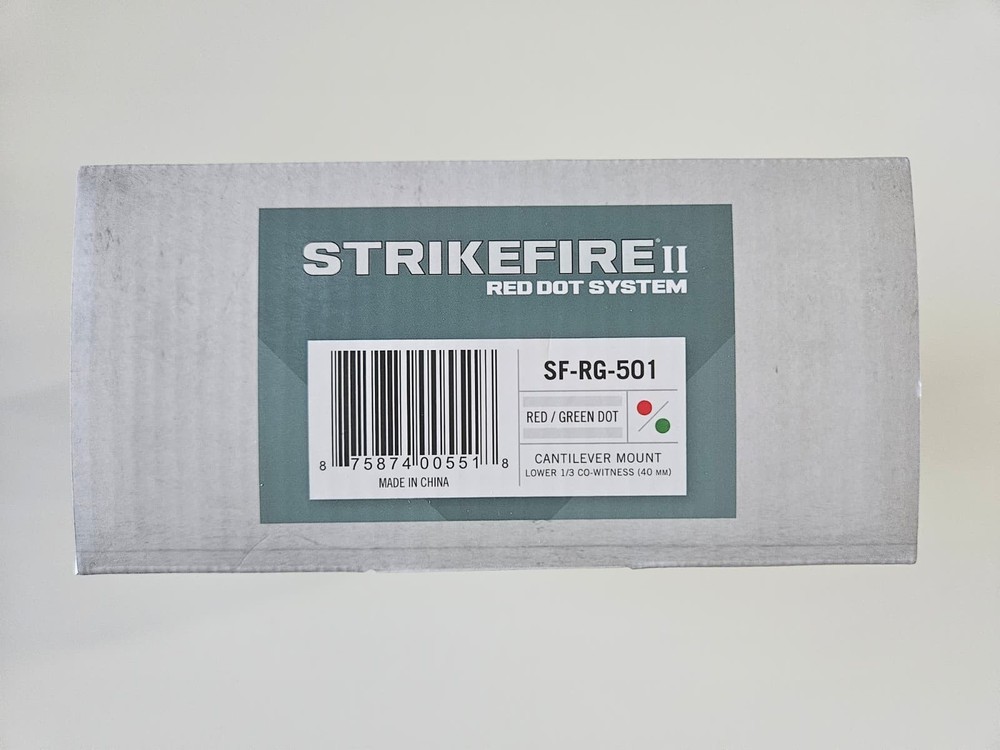 STRIKEFIRE® II
RED DOT SYSTEM
SF-RG-501
RED / GREEN DOT
CANTILEVER MOUNT
LOWER 1/3 CO-WITNESS (40 MM)
8 75874 00551 8
MADE IN CHINA